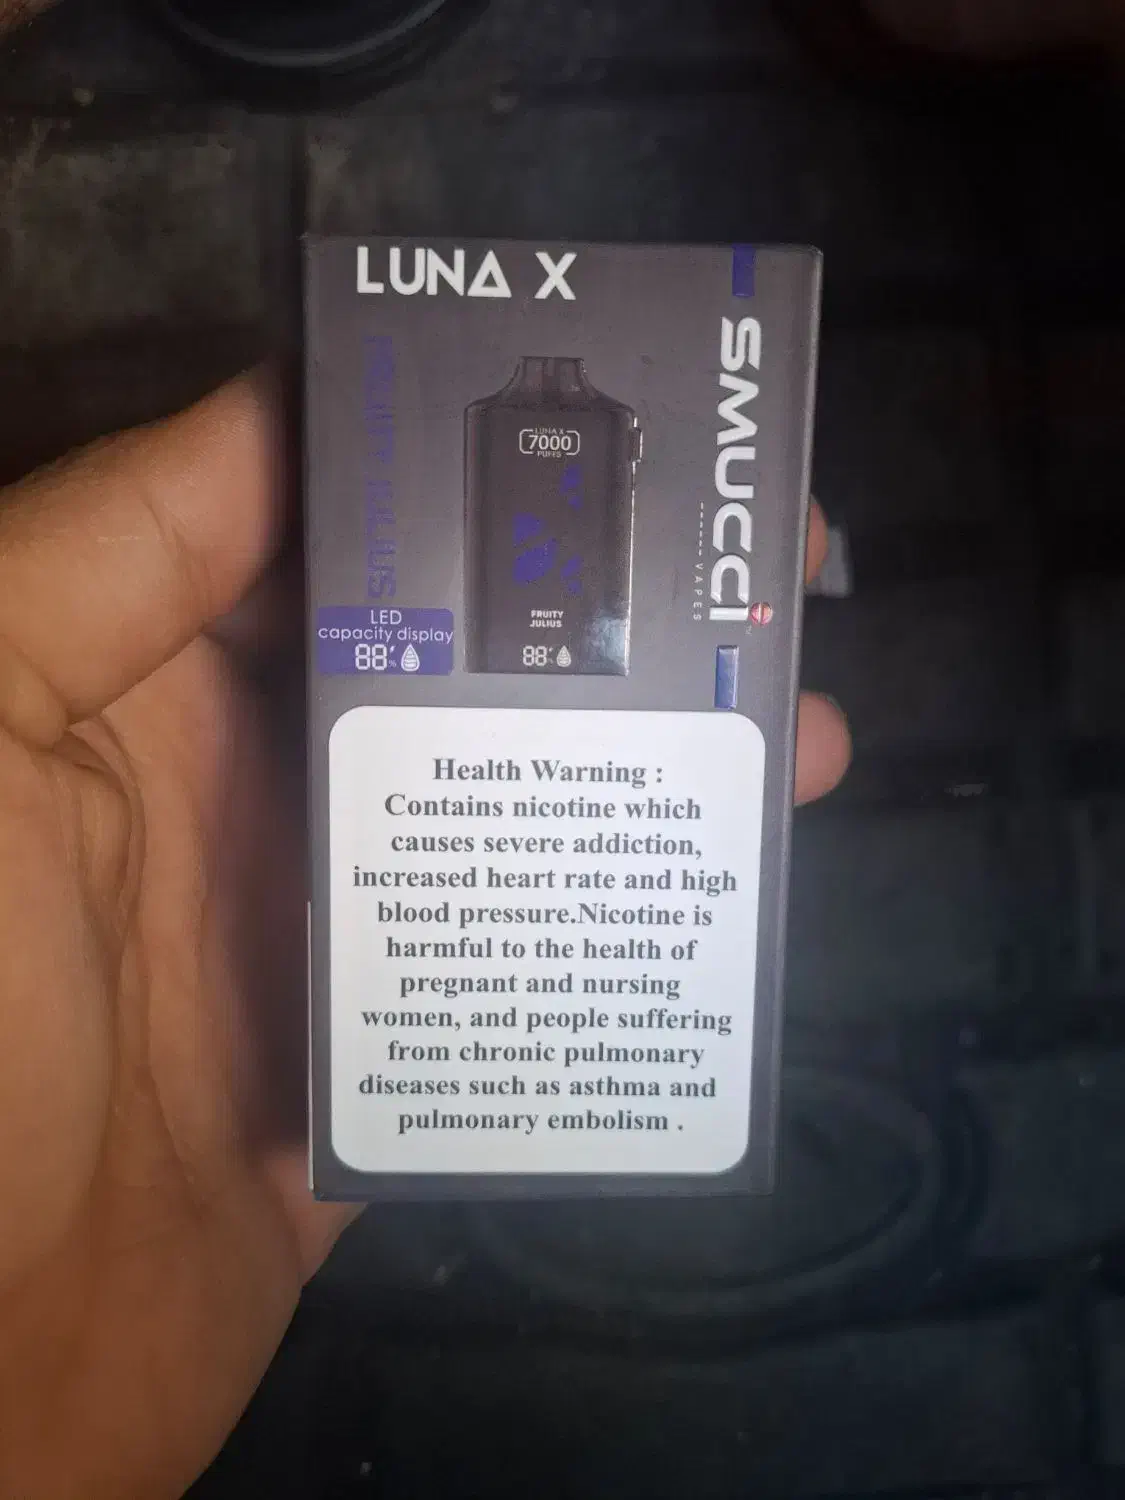 LUNA X
SMUCCi
VAPES
TM
FRUITY JULIUS
LUNA X
7000
PUFFS
FRUITY
JULIUS
88%
LED
capacity display
88%
Health Warning :
Contains nicotine which
causes severe addiction,
increased heart rate and high
blood pressure.Nicotine is
harmful to the health of
pregnant and nursing
women, and people suffering
from chronic pulmonary
diseases such as asthma and
pulmonary embolism .